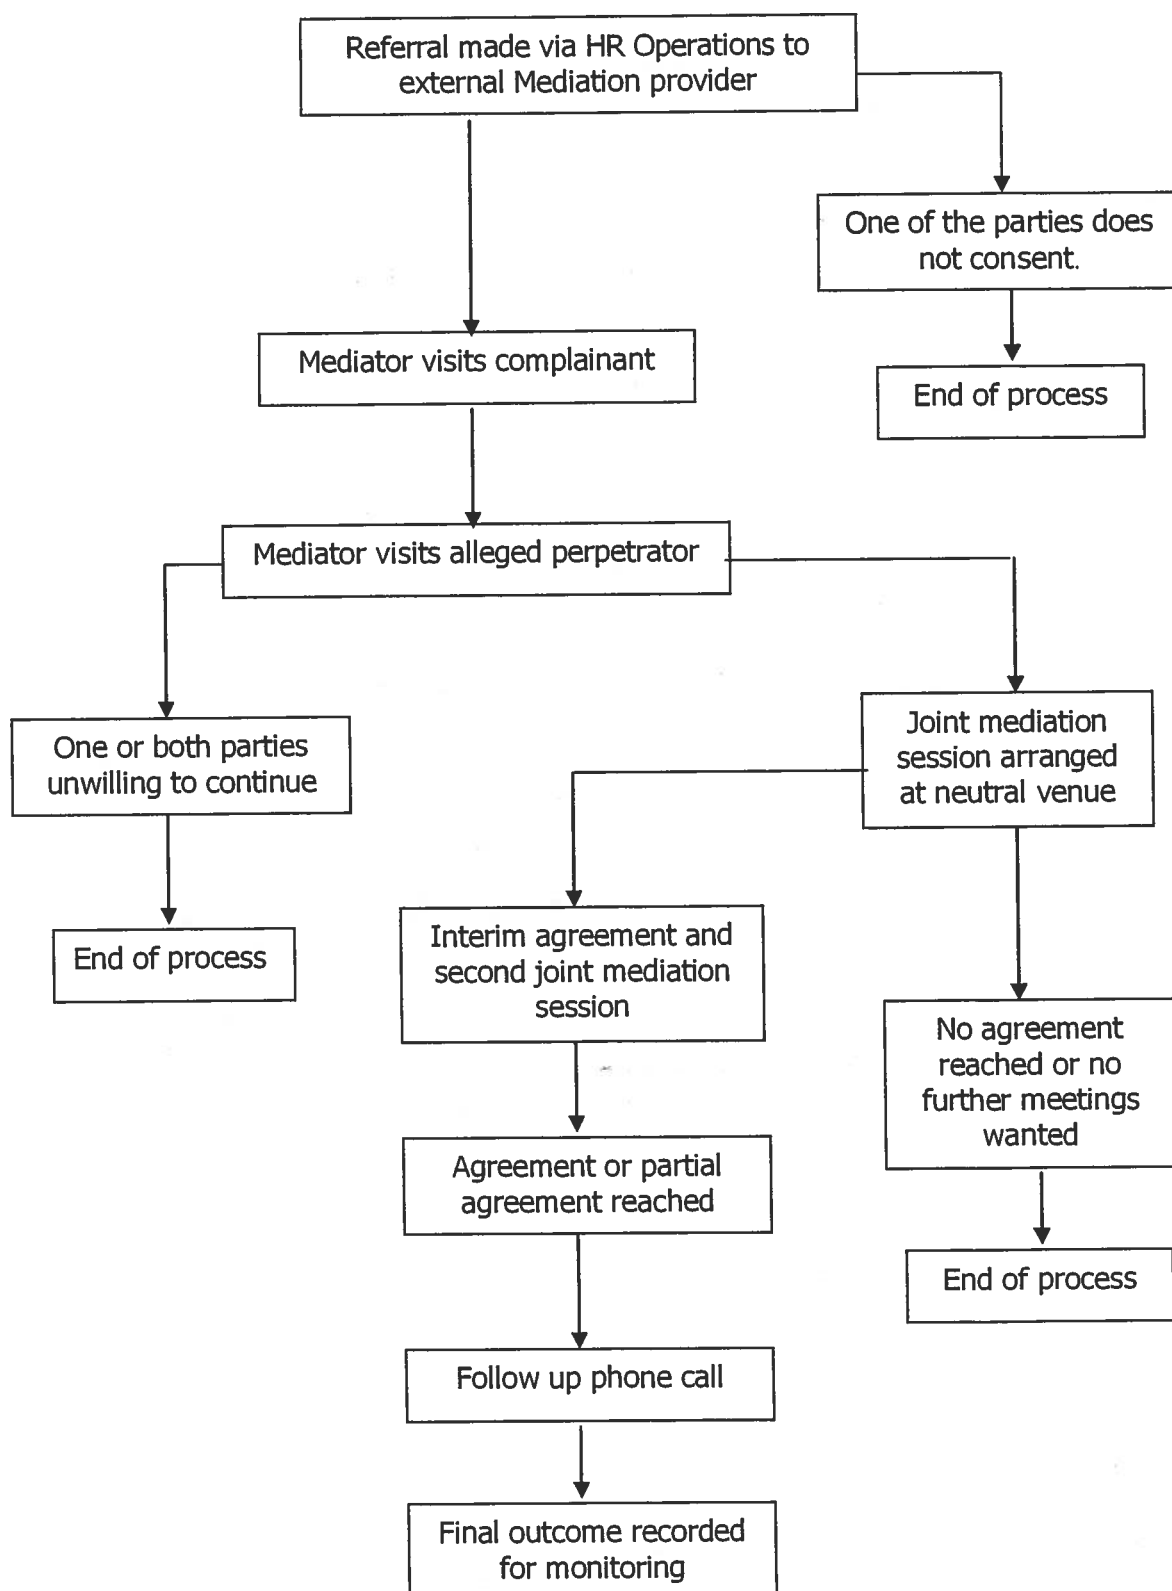 Referral made via HR Operations to
external Mediation provider
One of the parties does
not consent.
Mediator visits complainant
End of process
Mediator visits alleged perpetrator
One or both parties
unwilling to continue
Joint mediation
session arranged
at neutral venue
End of process
Interim agreement and
second joint mediation
session
No agreement
reached or no
further meetings
wanted
Agreement or partial
agreement reached
End of process
Follow up phone call
Final outcome recorded
for monitoring